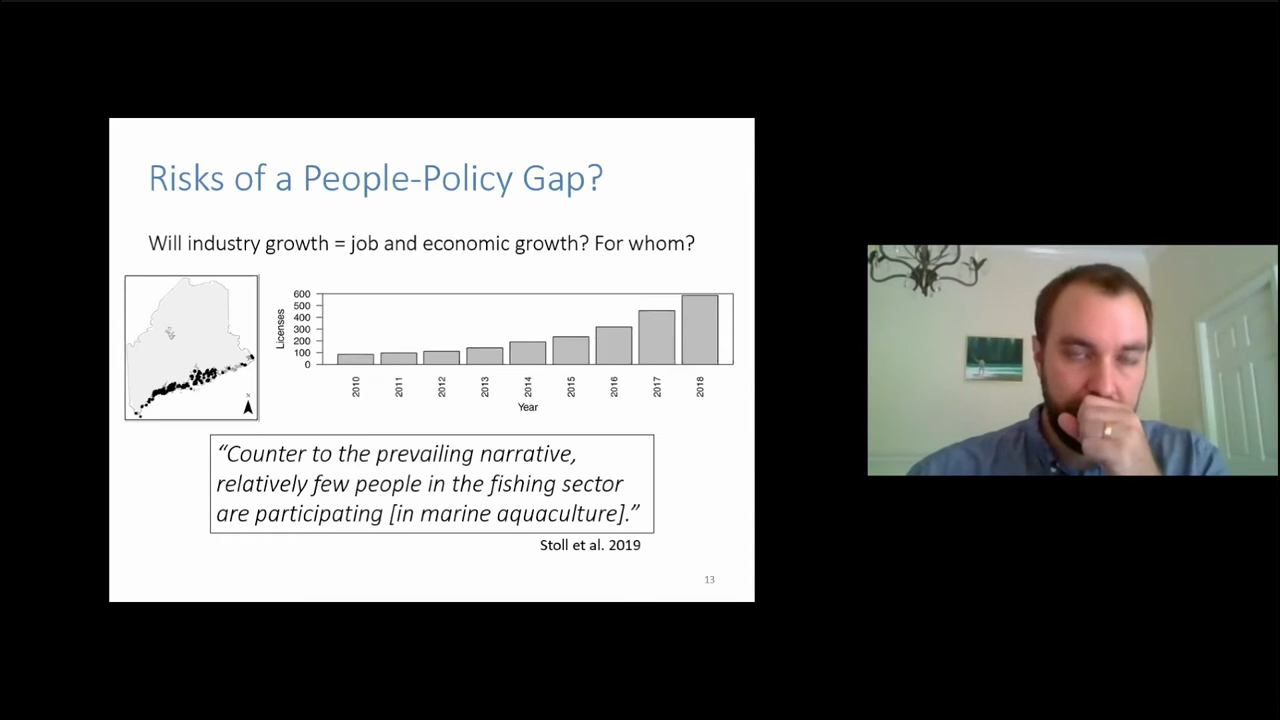 Risks of a People-Policy Gap?
Will industry growth = job and economic growth? For whom?
600
500
400
300
200
100
0
Licenses
2010
2011
2012
2013
2014
2015
2016
2017
2018
Year
N
“Counter to the prevailing narrative,
relatively few people in the fishing sector
are participating [in marine aquaculture].”
Stoll et al. 2019
13